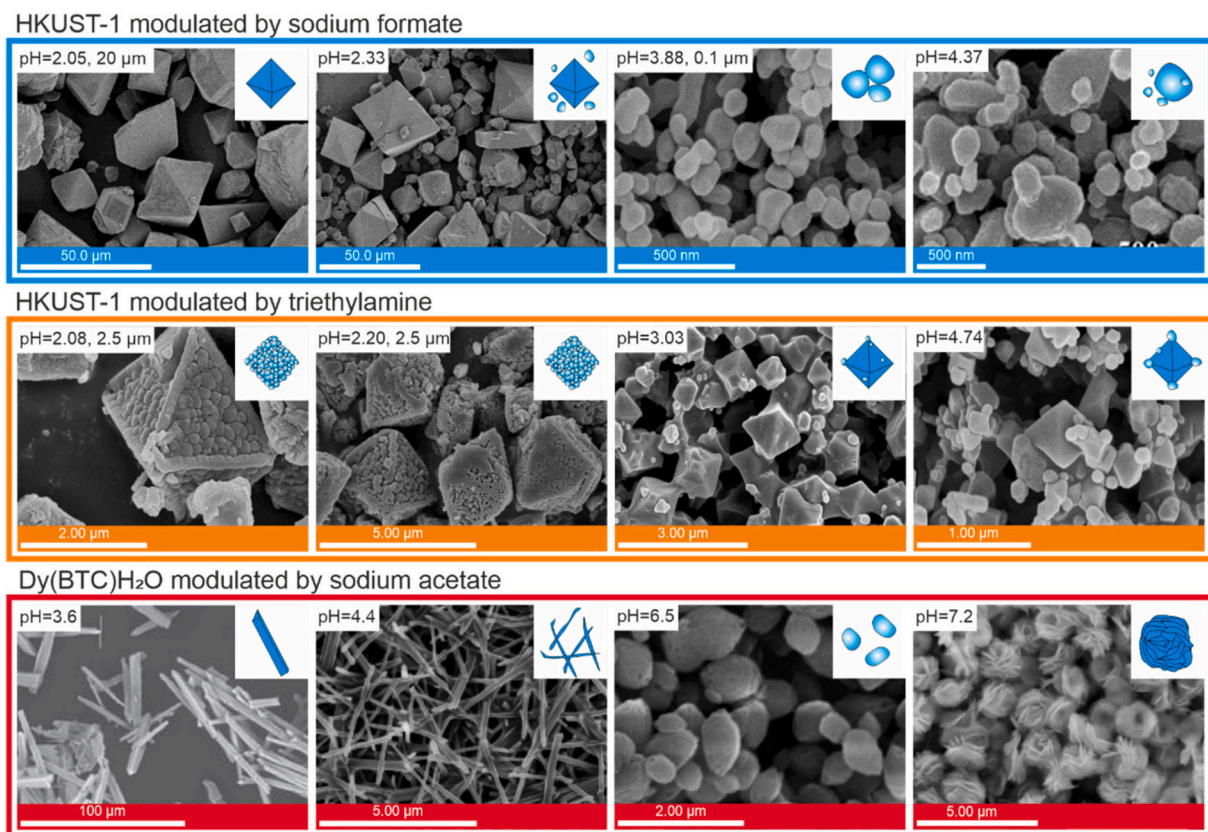 HKUST-1 modulated by sodium formate
pH=2.05, 20 µm
pH=2.33
pH=3.88, 0.1 µm
pH=4.37
50.0 µm
50.0 µm
500 nm
500 nm
HKUST-1 modulated by triethylamine
pH=2.08, 2.5 µm
pH=2.20, 2.5 µm
pH=3.03
pH=4.74
2.00 µm
5.00 µm
3.00 µm
1.00 µm
Dy(BTC)H₂O modulated by sodium acetate
pH=3.6
pH=4.4
pH=6.5
pH=7.2
100 µm
5.00 µm
2.00 µm
5.00 µm